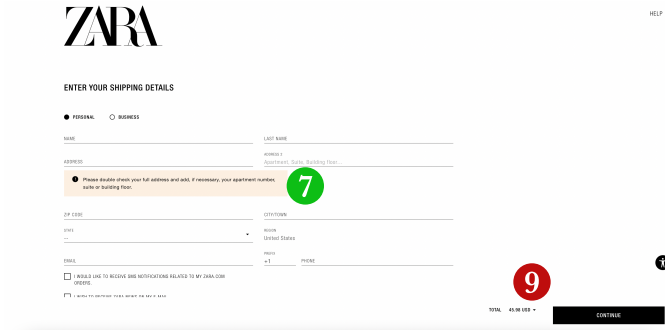 ZARA
HELP
ENTER YOUR SHIPPING DETAILS
PERSONAL BUSINESS
NAME LAST NAME
ADDRESS ADDRESS 2
Apartment, Suite, Building floor...
Please double check your full address and add, if necessary, your apartment number,
suite or building floor.
7
ZIP CODE CITY/TOWN
STATE REGION
-- United States
EMAIL PREFIX
+1 PHONE
I WOULD LIKE TO RECEIVE SMS NOTIFICATIONS RELATED TO MY ZARA.COM
ORDERS.
9
TOTAL 45.98 USD
CONTINUE